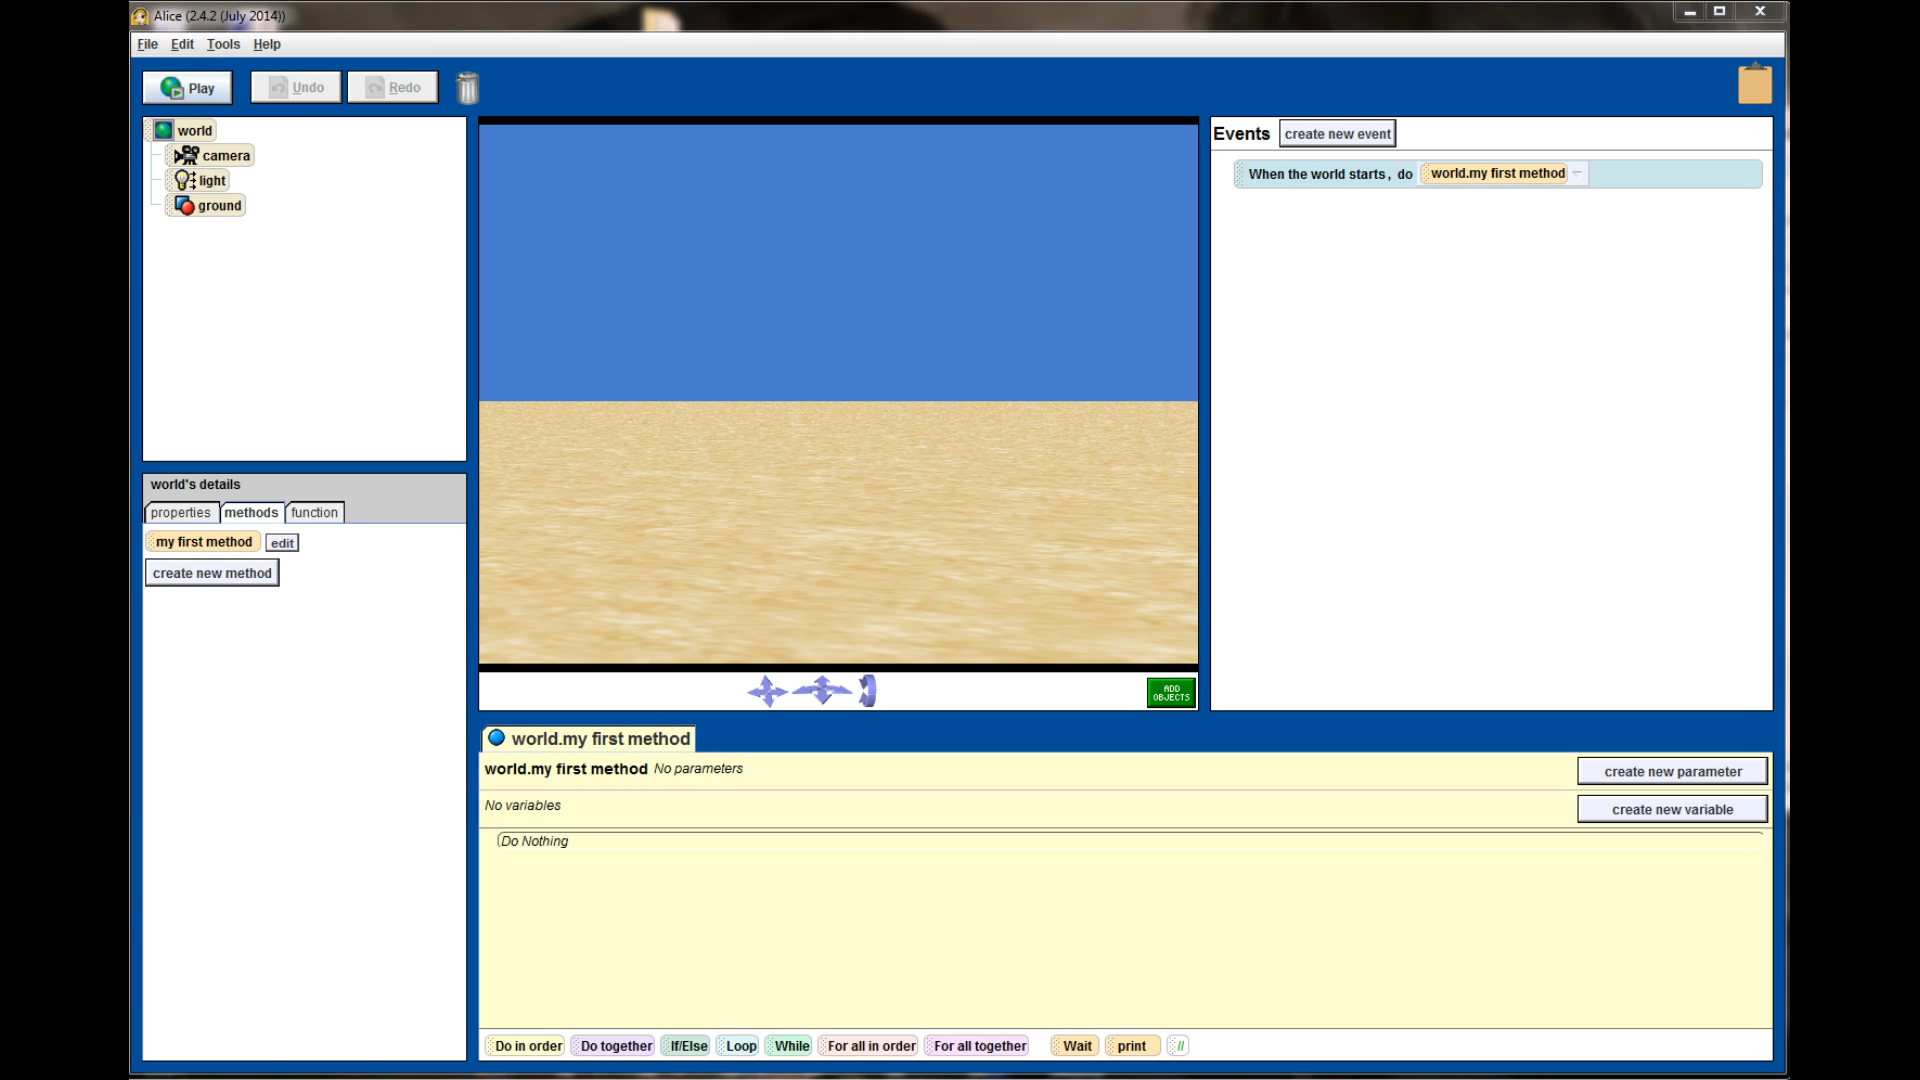 Alice (2.4.2 (July 2014))
File Edit Tools Help
Play Undo Redo
world
camera
light
ground
Events create new event
When the world starts, do world.my first method
world's details
properties methods function
my first method edit
create new method
ADD
OBJECTS
world.my first method
world.my first method No parameters create new parameter
No variables create new variable
Do Nothing
Do in order Do together If/Else Loop While For all in order For all together Wait print //